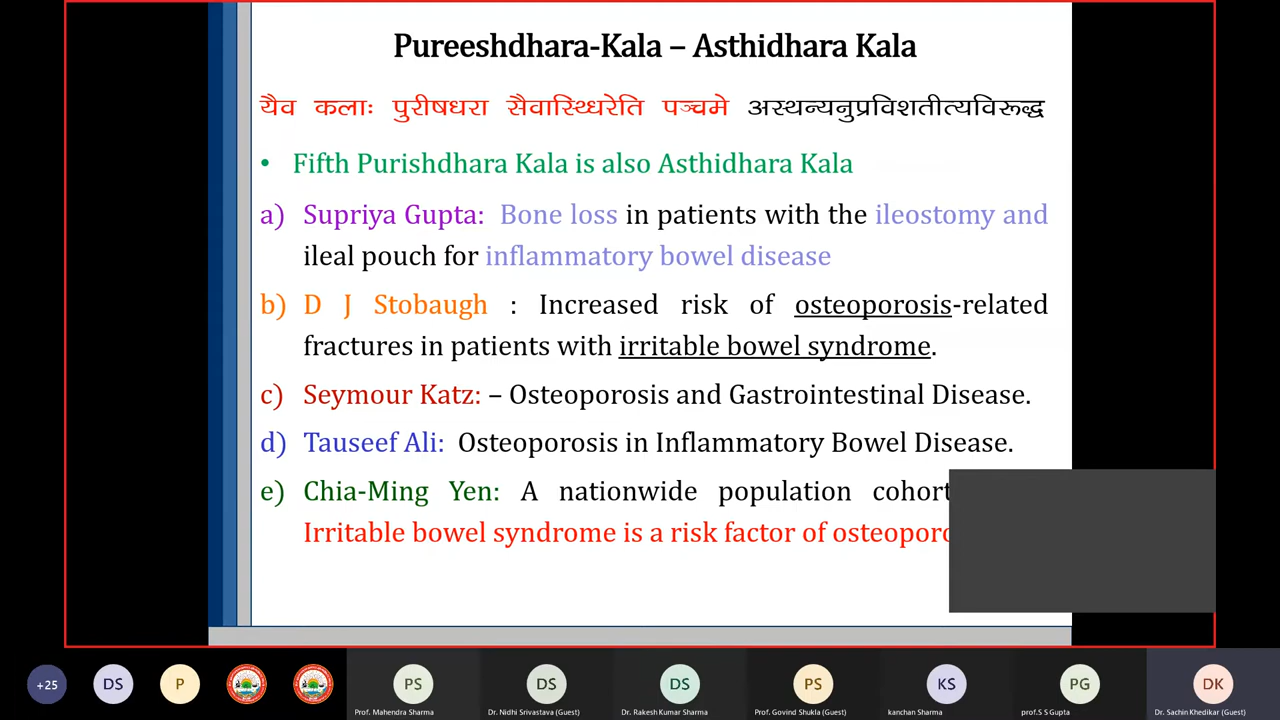 Pureeshdhara-Kala – Asthidhara Kala
यैव कलाः पुरीषधरा सैवास्थिधरेति पञ्चमे अस्थन्यनुप्रविशतीत्यविरूद्ध
• Fifth Purishdhara Kala is also Asthidhara Kala
a) Supriya Gupta: Bone loss in patients with the ileostomy and
ileal pouch for inflammatory bowel disease
b) D J Stobaugh : Increased risk of osteoporosis-related
fractures in patients with irritable bowel syndrome.
c) Seymour Katz: – Osteoporosis and Gastrointestinal Disease.
d) Tauseef Ali: Osteoporosis in Inflammatory Bowel Disease.
e) Chia-Ming Yen: A nationwide population
Irritable bowel syndrome is a risk factor of
+25 DS P PS DS DS PS KS PG DK
Prof. Mahendra Sharma Dr. Nidhi Srivastava (Guest) Dr. Rakesh Kumar Sharma Prof. Govind Shukla (Guest) kanchan Sharma prof.S S Gupta Dr. Sachin Khedikar (Guest)